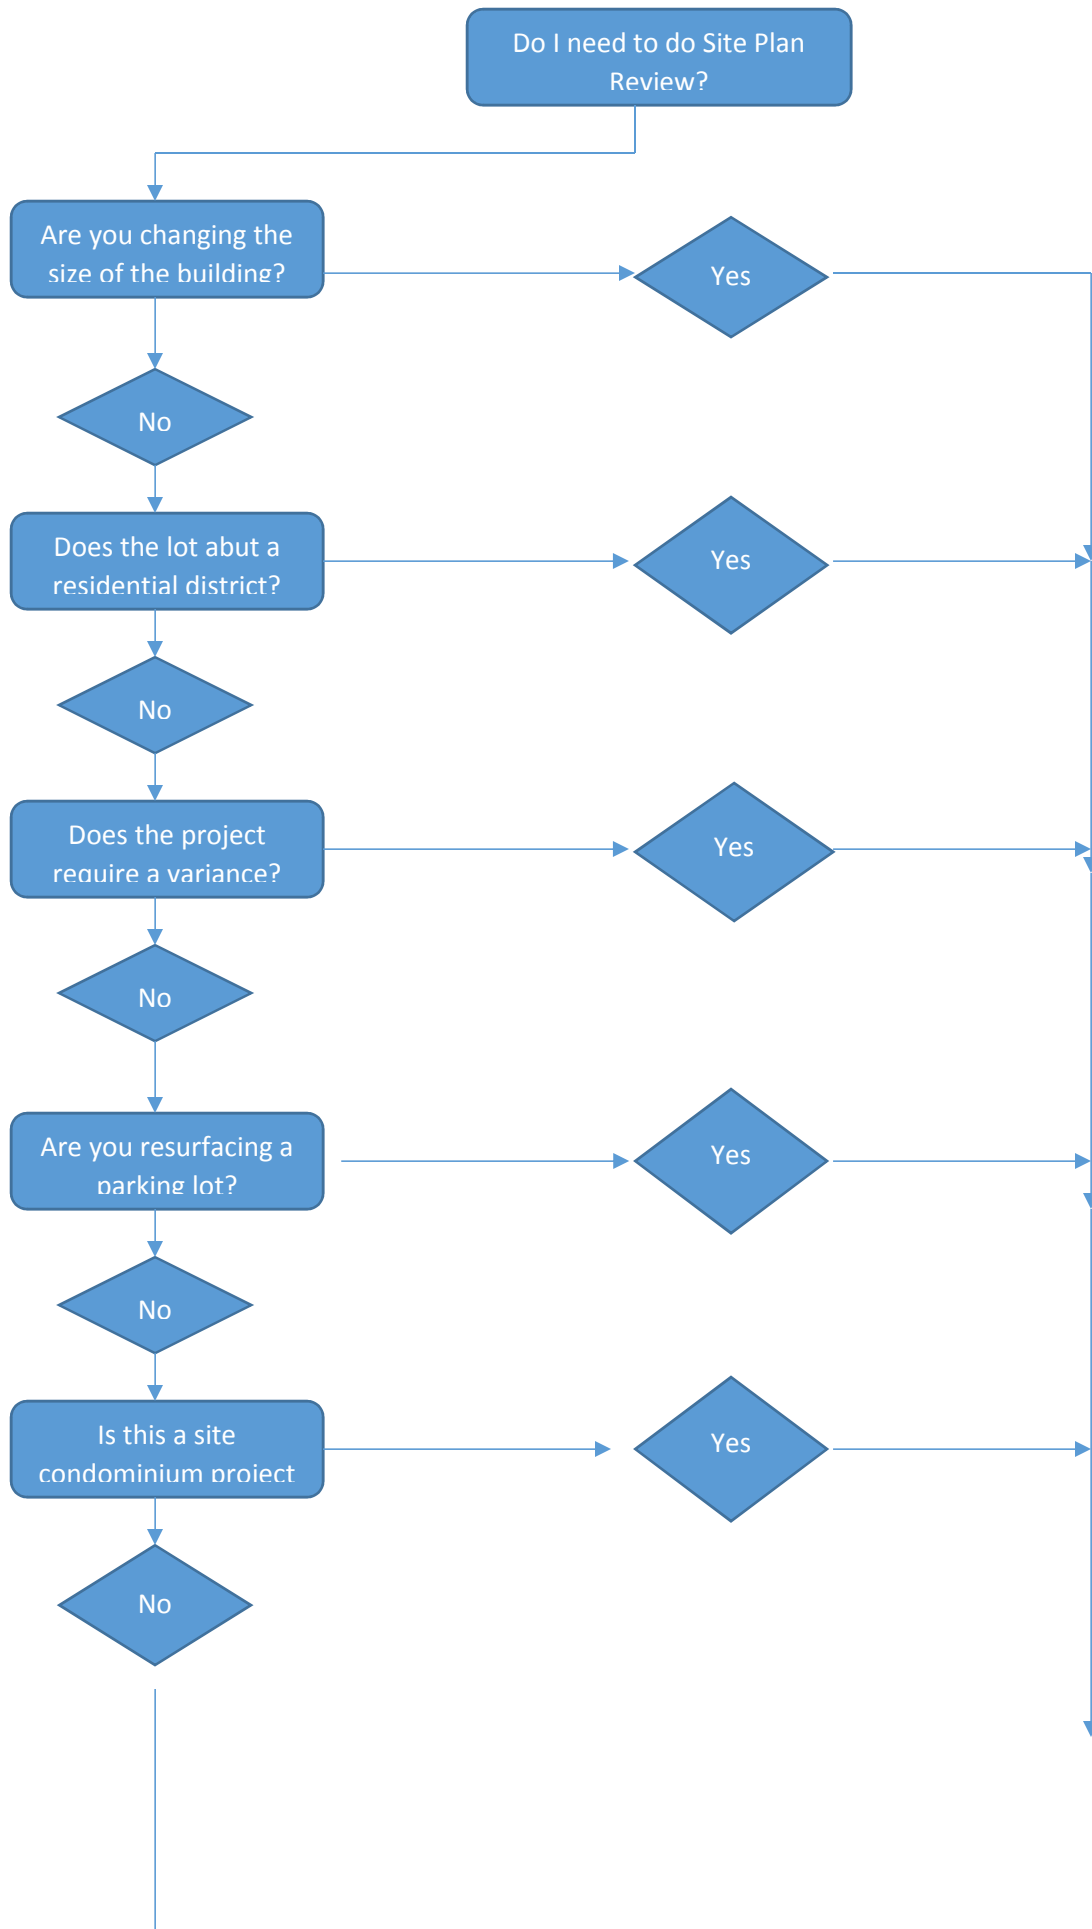 Do I need to do Site Plan
Review?
Are you changing the
size of the building?
Yes
No
Does the lot abut a
residential district?
Yes
No
Does the project
require a variance?
Yes
No
Are you resurfacing a
parking lot?
Yes
No
Is this a site
condominium project
Yes
No